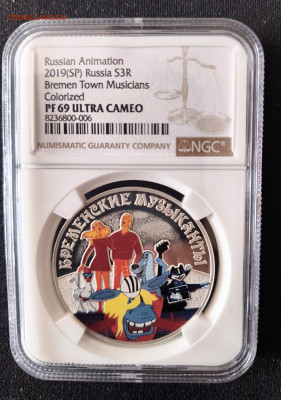 Russian Animation
2019(SP) Russia S3R
Bremen Town Musicians
Colorized
PF 69 ULTRA CAMEO
8236800-006
NUMISMATIC GUARANTY COMPANY
NGC
БРЕМЕНСКИЕ МУЗЫКАНТЫ